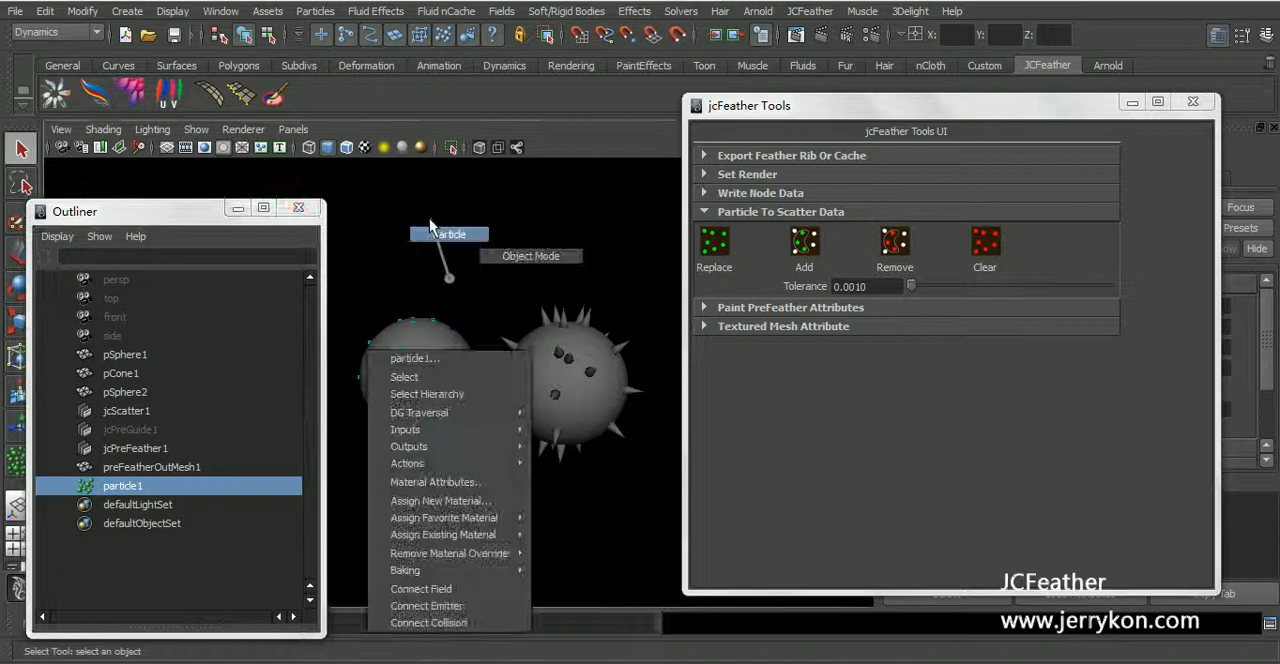 File Edit Modify Create Display Window Assets Particles Fluid Effects Fluid nCache Fields Soft/Rigid Bodies Effects Solvers Hair Arnold JCFeather Muscle 3Delight Help
Dynamics X: Y: Z:
General Curves Surfaces Polygons Subdivs Deformation Animation Dynamics Rendering PaintEffects Toon Muscle Fluids Fur Hair nCloth Custom JCFeather Arnold
U V
View Shading Lighting Show Renderer Panels
jcFeather Tools
jcFeather Tools UI
Export Feather Rib Or Cache
Set Render
Write Node Data
Particle To Scatter Data
Replace Add Remove Clear
Tolerance 0.0010
Paint PreFeather Attributes
Textured Mesh Attribute
Outliner
Display Show Help
persp
top
front
side
pSphere1
pCone1
pSphere2
jcScatter1
jcPreGuide1
jcPreFeather1
preFeatherOutMesh1
particle1
defaultLightSet
defaultObjectSet
Object Mode
particle1...
Select
Select Hierarchy
DG Traversal
Inputs
Outputs
Actions
Material Attributes...
Assign New Material...
Assign Favorite Material
Assign Existing Material
Remove Material Override
Baking
Connect Field
Connect Emitter
Connect Collision
Focus
Presets
Show Hide
Tab
JCFeather
www.jerrykon.com
Select Tool: select an object